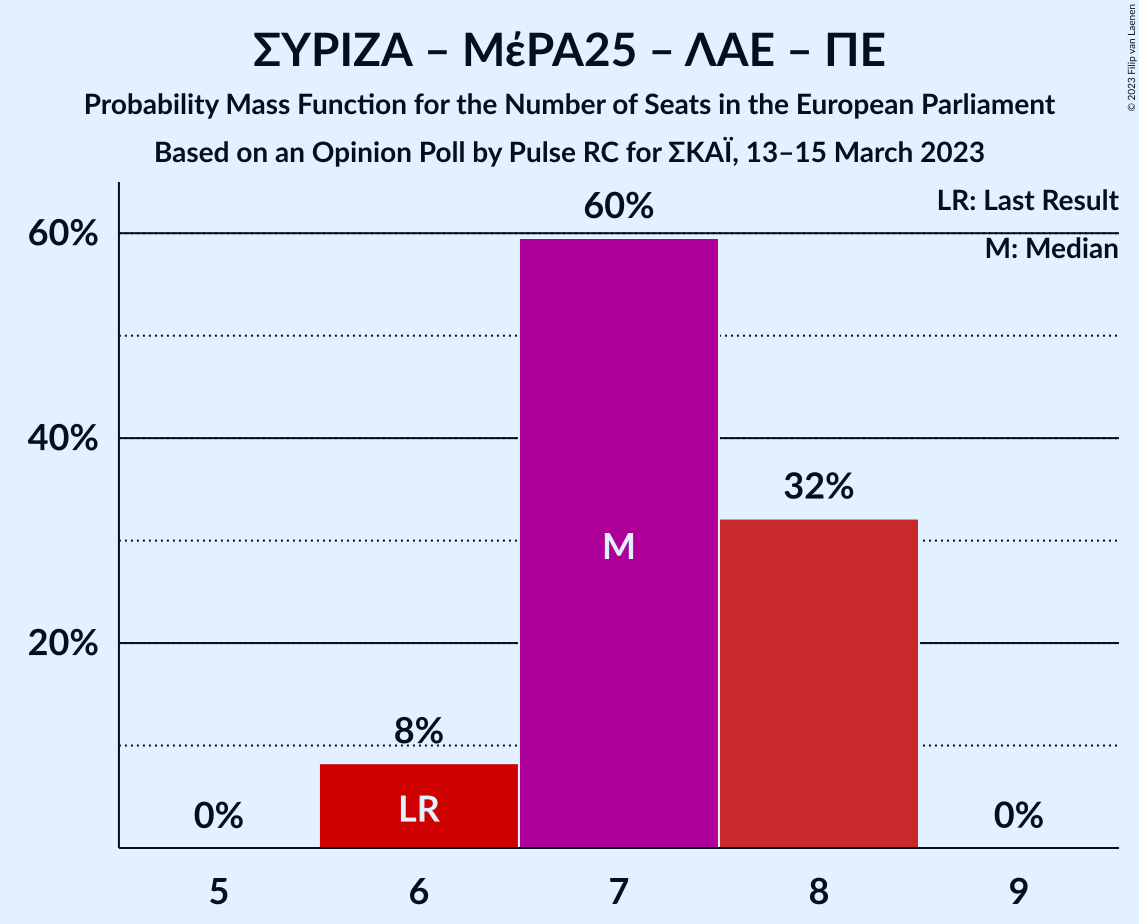 ΣΥΡΙΖΑ – ΜέΡΑ25 – ΛΑΕ – ΠΕ
Probability Mass Function for the Number of Seats in the European Parliament
Based on an Opinion Poll by Pulse RC for ΣΚΑΪ, 13–15 March 2023
© 2023 Filip van Laenen
LR: Last Result
M: Median
60%
40%
20%
0%
8%
60%
32%
0%
LR
M
5
6
7
8
9